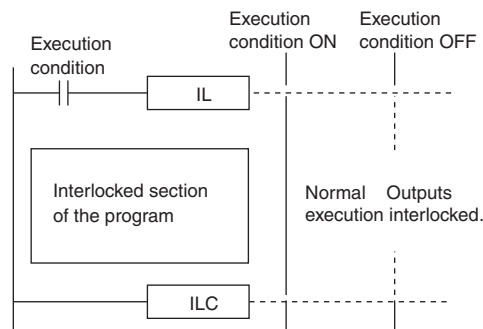 Execution
condition ON
Execution
condition OFF
Execution
condition
IL
Interlocked section
of the program
Normal
execution
Outputs
interlocked.
ILC